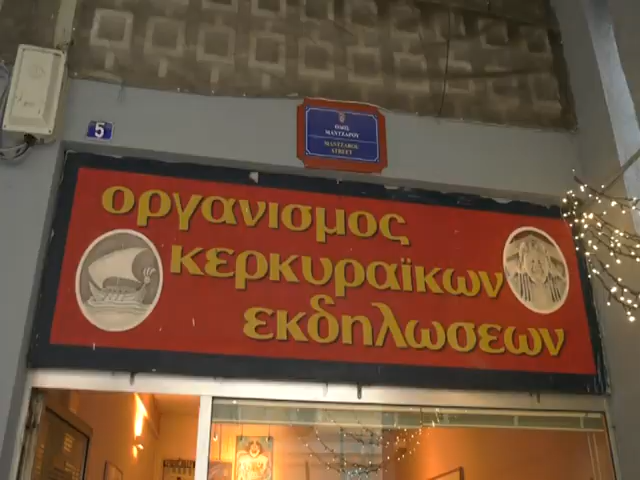 5
ΟΔΟΣ
ΜΑΝΤΖΑΡΟΥ
MANTZAROU
STREET
οργανισμος
κερκυραϊκων
εκδηλωσεων